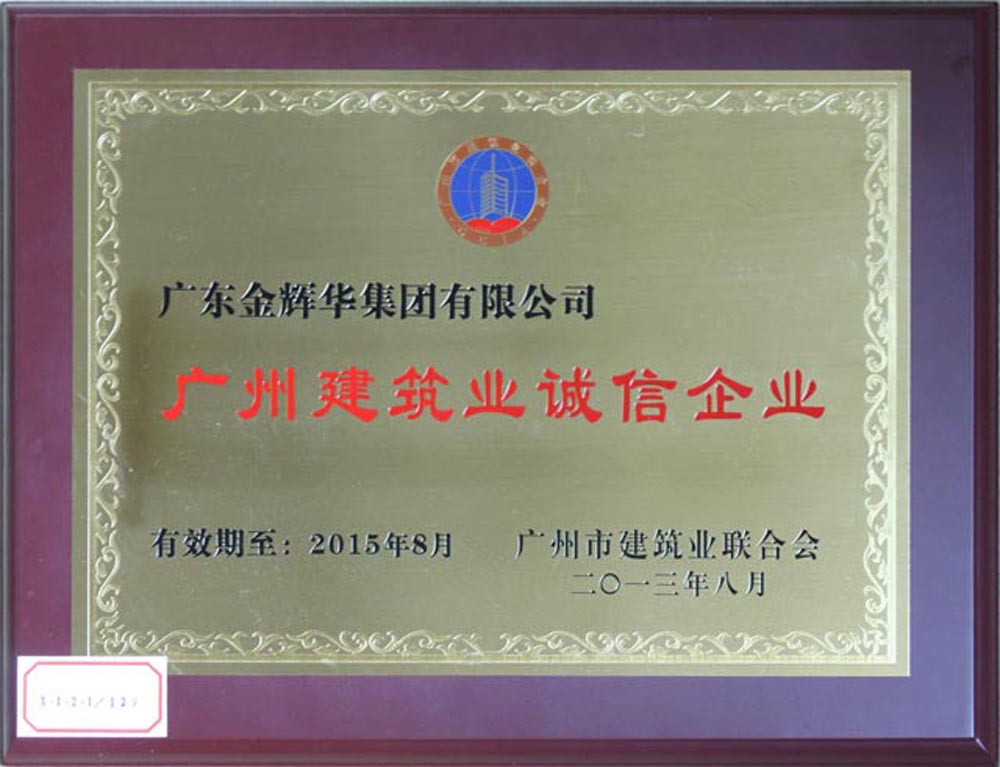 广东金辉华集团有限公司
广州建筑业诚信企业
有效期至：2015年8月
广州市建筑业联合会
二〇一三年八月